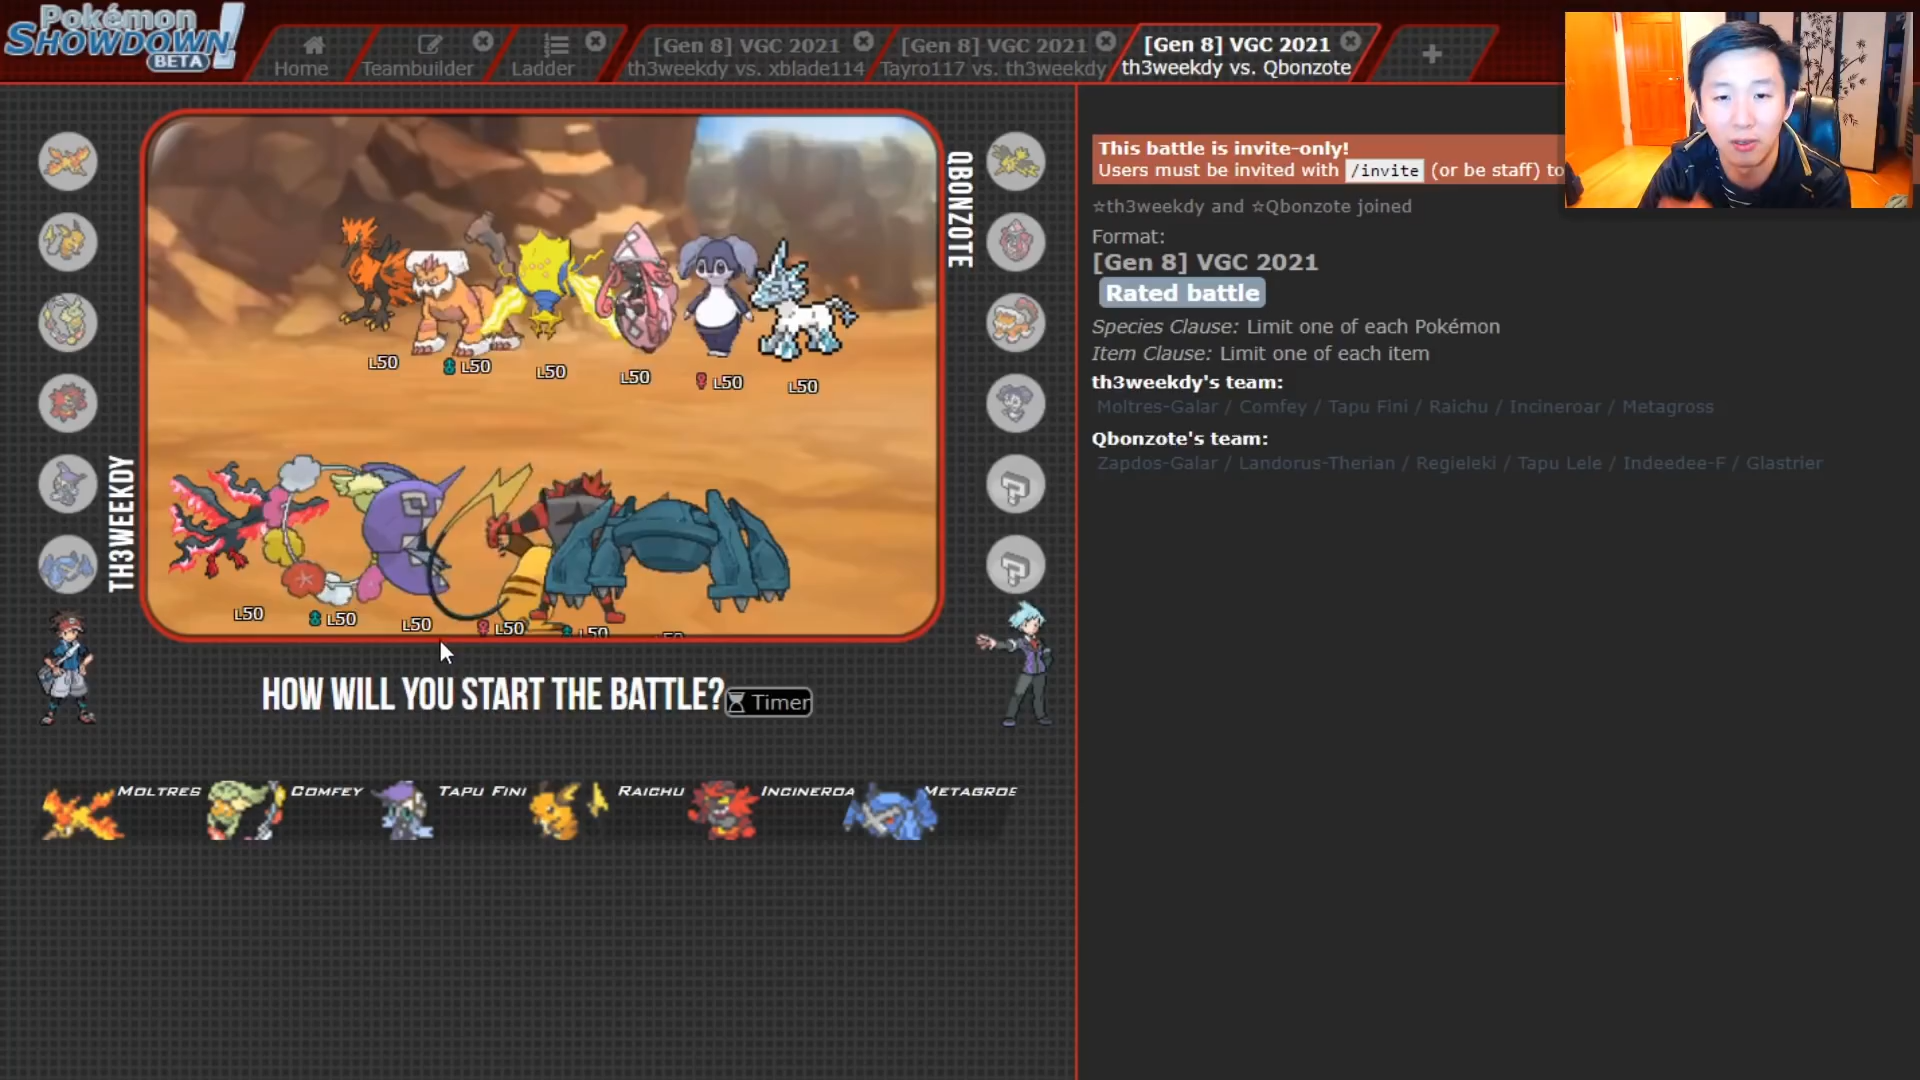 Pokémon
SHOWDOWN!
BETA
Home
Teambuilder
Ladder
[Gen 8] VGC 2021
th3weekdy vs. xblade114
[Gen 8] VGC 2021
Tayro117 vs. th3weekdy
[Gen 8] VGC 2021
th3weekdy vs. Qbonzote
This battle is invite-only!
Users must be invited with /invite (or be staff) to
☆th3weekdy and ☆Qbonzote joined
Format:
[Gen 8] VGC 2021
Rated battle
Species Clause: Limit one of each Pokémon
Item Clause: Limit one of each item
th3weekdy's team:
Moltres-Galar / Comfey / Tapu Fini / Raichu / Incineroar / Metagross
Qbonzote's team:
Zapdos-Galar / Landorus-Therian / Regieleki / Tapu Lele / Indeedee-F / Glastrier
QBONZOTE
L50
L50
L50
L50
L50
L50
TH3WEEKDY
L50
L50
L50
L50
L50
L50
HOW WILL YOU START THE BATTLE?
Timer
MOLTRES
COMFEY
TAPU FINI
RAICHU
INCINEROA
METAGROS